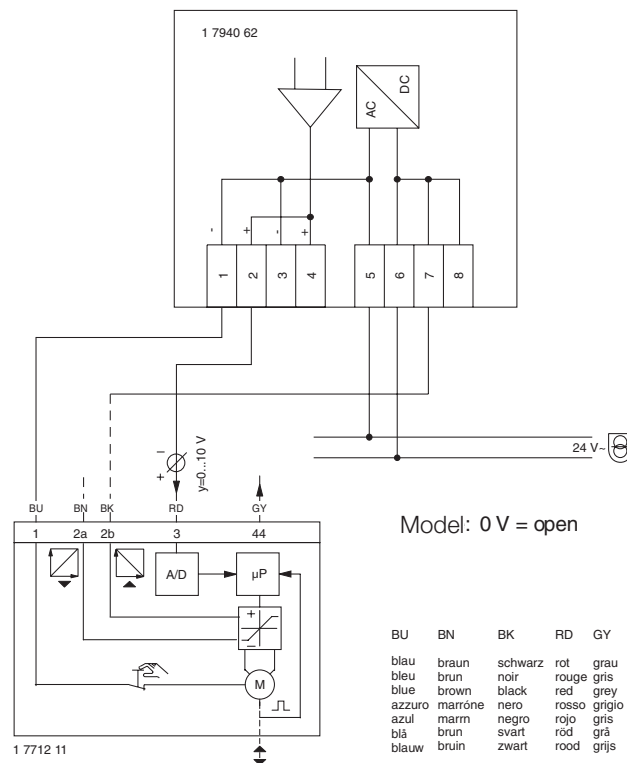 1 7940 62
AC
DC
- + - +
1 2 3 4 5 6 7 8
24 V~
+ –
y=0...10 V
BU BN BK RD GY
1 2a 2b 3 44
A/D
µP
+
–
M
1 7712 11
Model: 0 V = open
BU BN BK RD GY
blau braun schwarz rot grau
bleu brun noir rouge gris
blue brown black red grey
azzuro marróne nero rosso grigio
azul marrn negro rojo gris
blå brun svart röd grå
blauw bruin zwart rood grijs